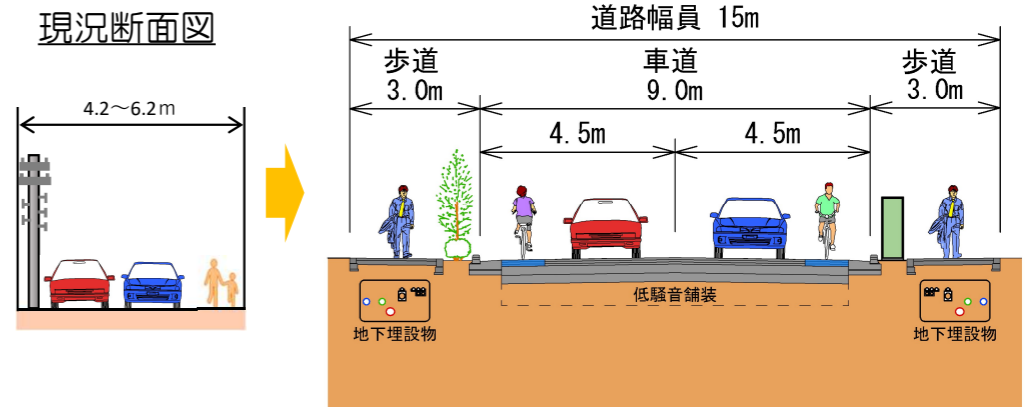 現況断面図
4.2～6.2m
道路幅員 15m
歩道
3.0m
車道
9.0m
歩道
3.0m
4.5m
4.5m
低騒音舗装
地下埋設物
地下埋設物